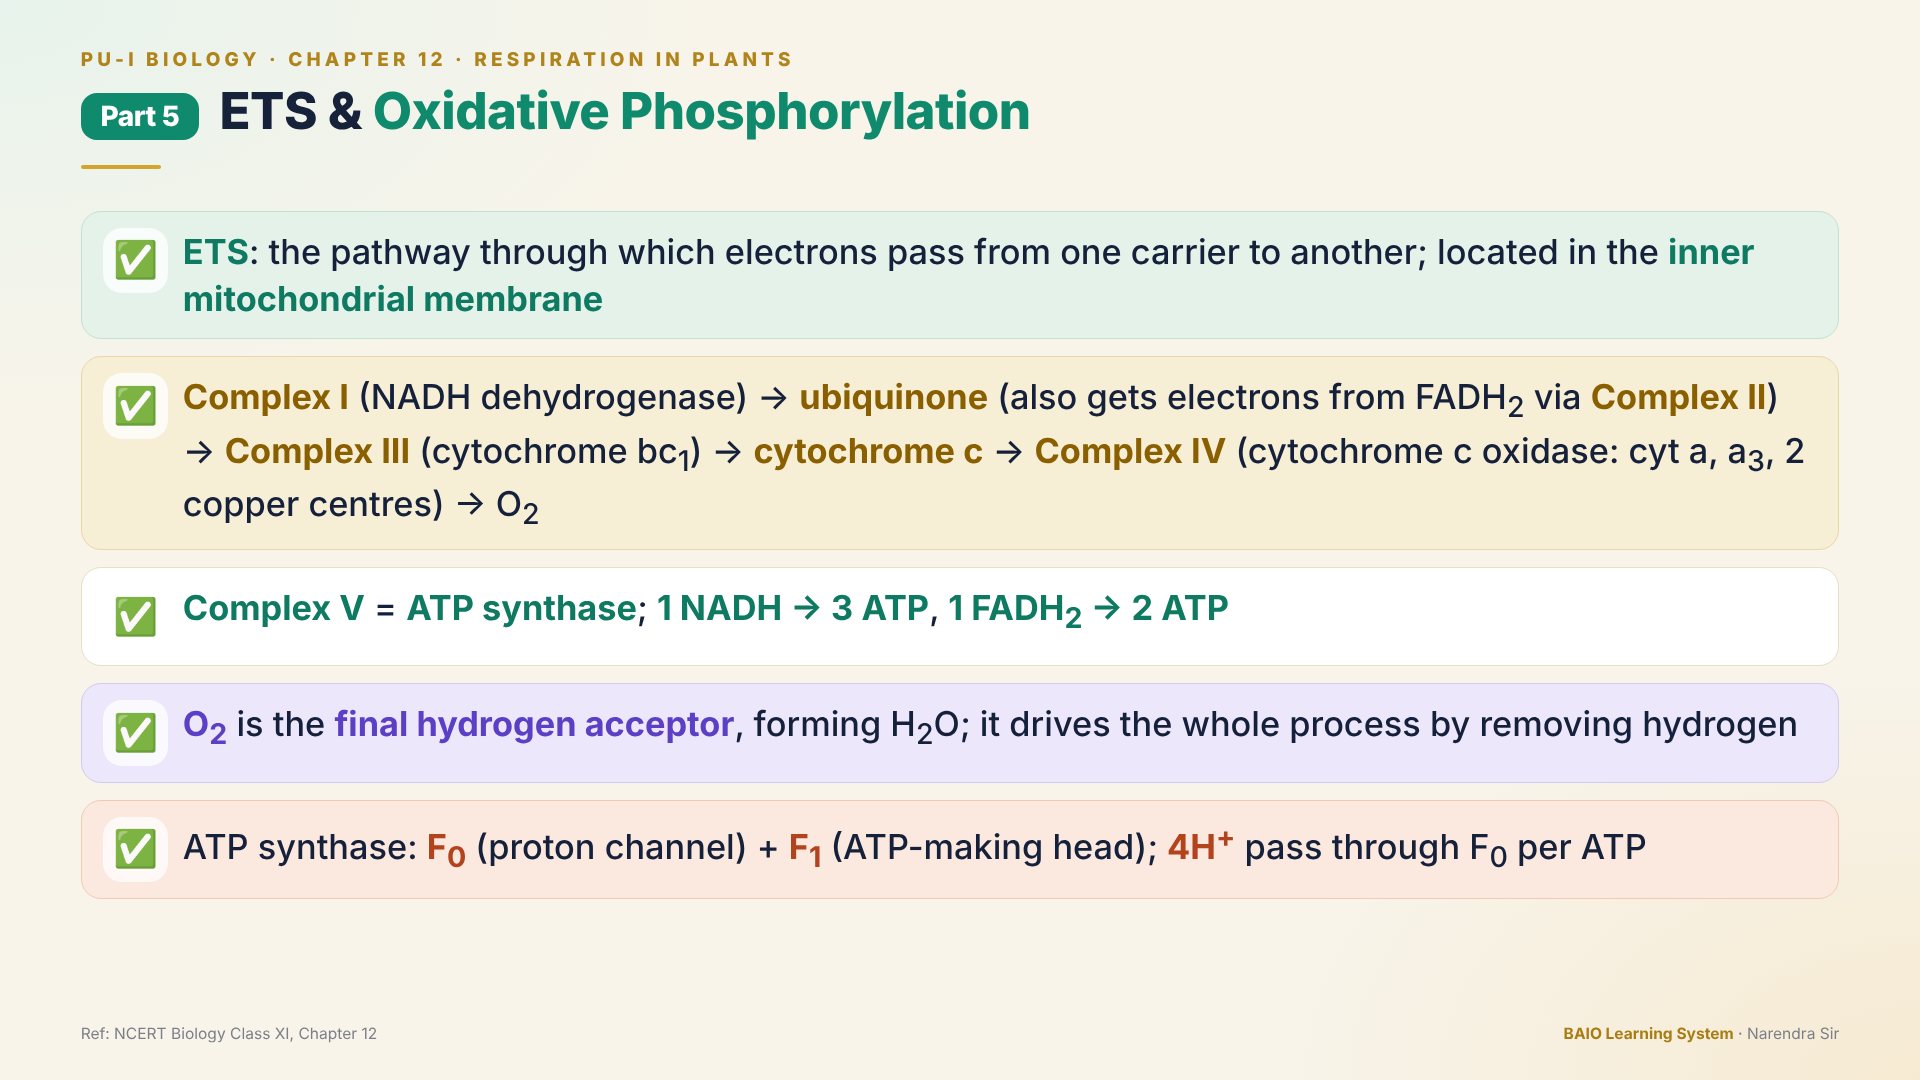 PU-I BIOLOGY · CHAPTER 12 · RESPIRATION IN PLANTS
Part 5 ETS & Oxidative Phosphorylation
✅ ETS: the pathway through which electrons pass from one carrier to another; located in the inner
mitochondrial membrane
✅ Complex I (NADH dehydrogenase) → ubiquinone (also gets electrons from FADH₂ via Complex II)
→ Complex III (cytochrome bc₁) → cytochrome c → Complex IV (cytochrome c oxidase: cyt a, a₃, 2
copper centres) → O₂
✅ Complex V = ATP synthase; 1 NADH → 3 ATP, 1 FADH₂ → 2 ATP
✅ O₂ is the final hydrogen acceptor, forming H₂O; it drives the whole process by removing hydrogen
✅ ATP synthase: F₀ (proton channel) + F₁ (ATP-making head); 4H⁺ pass through F₀ per ATP
Ref: NCERT Biology Class XI, Chapter 12
BAIO Learning System · Narendra Sir